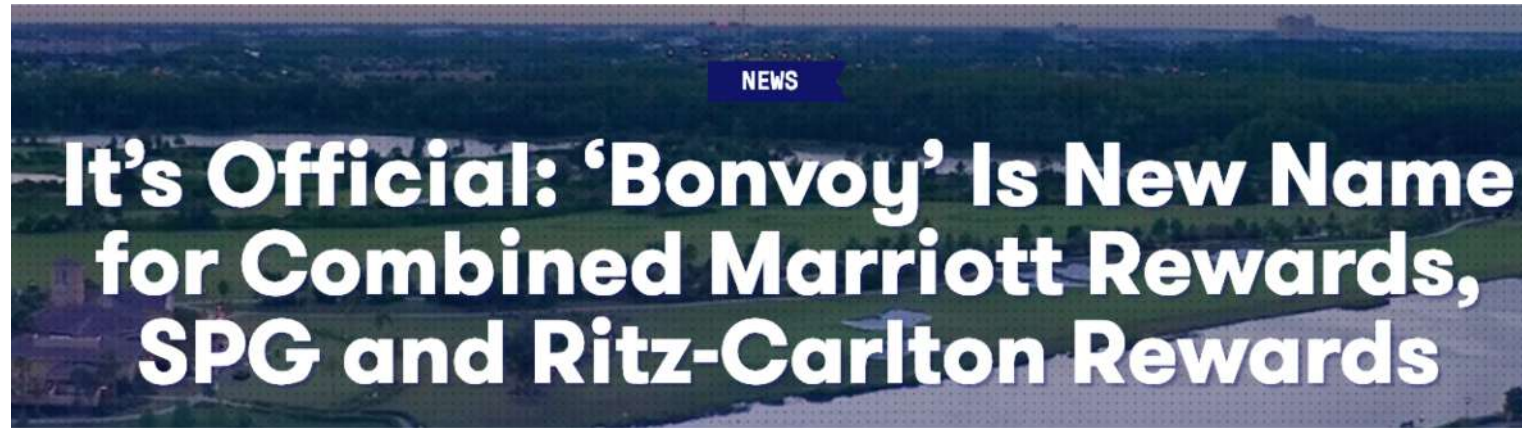 NEWS
It’s Official: ‘Bonvoy’ Is New Name
for Combined Marriott Rewards,
SPG and Ritz-Carlton Rewards